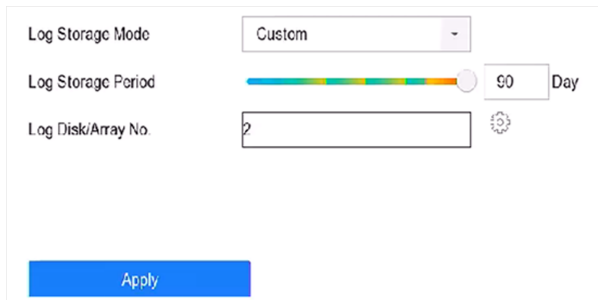 Log Storage Mode Custom
Log Storage Period 90 Day
Log Disk/Array No. 2
Apply